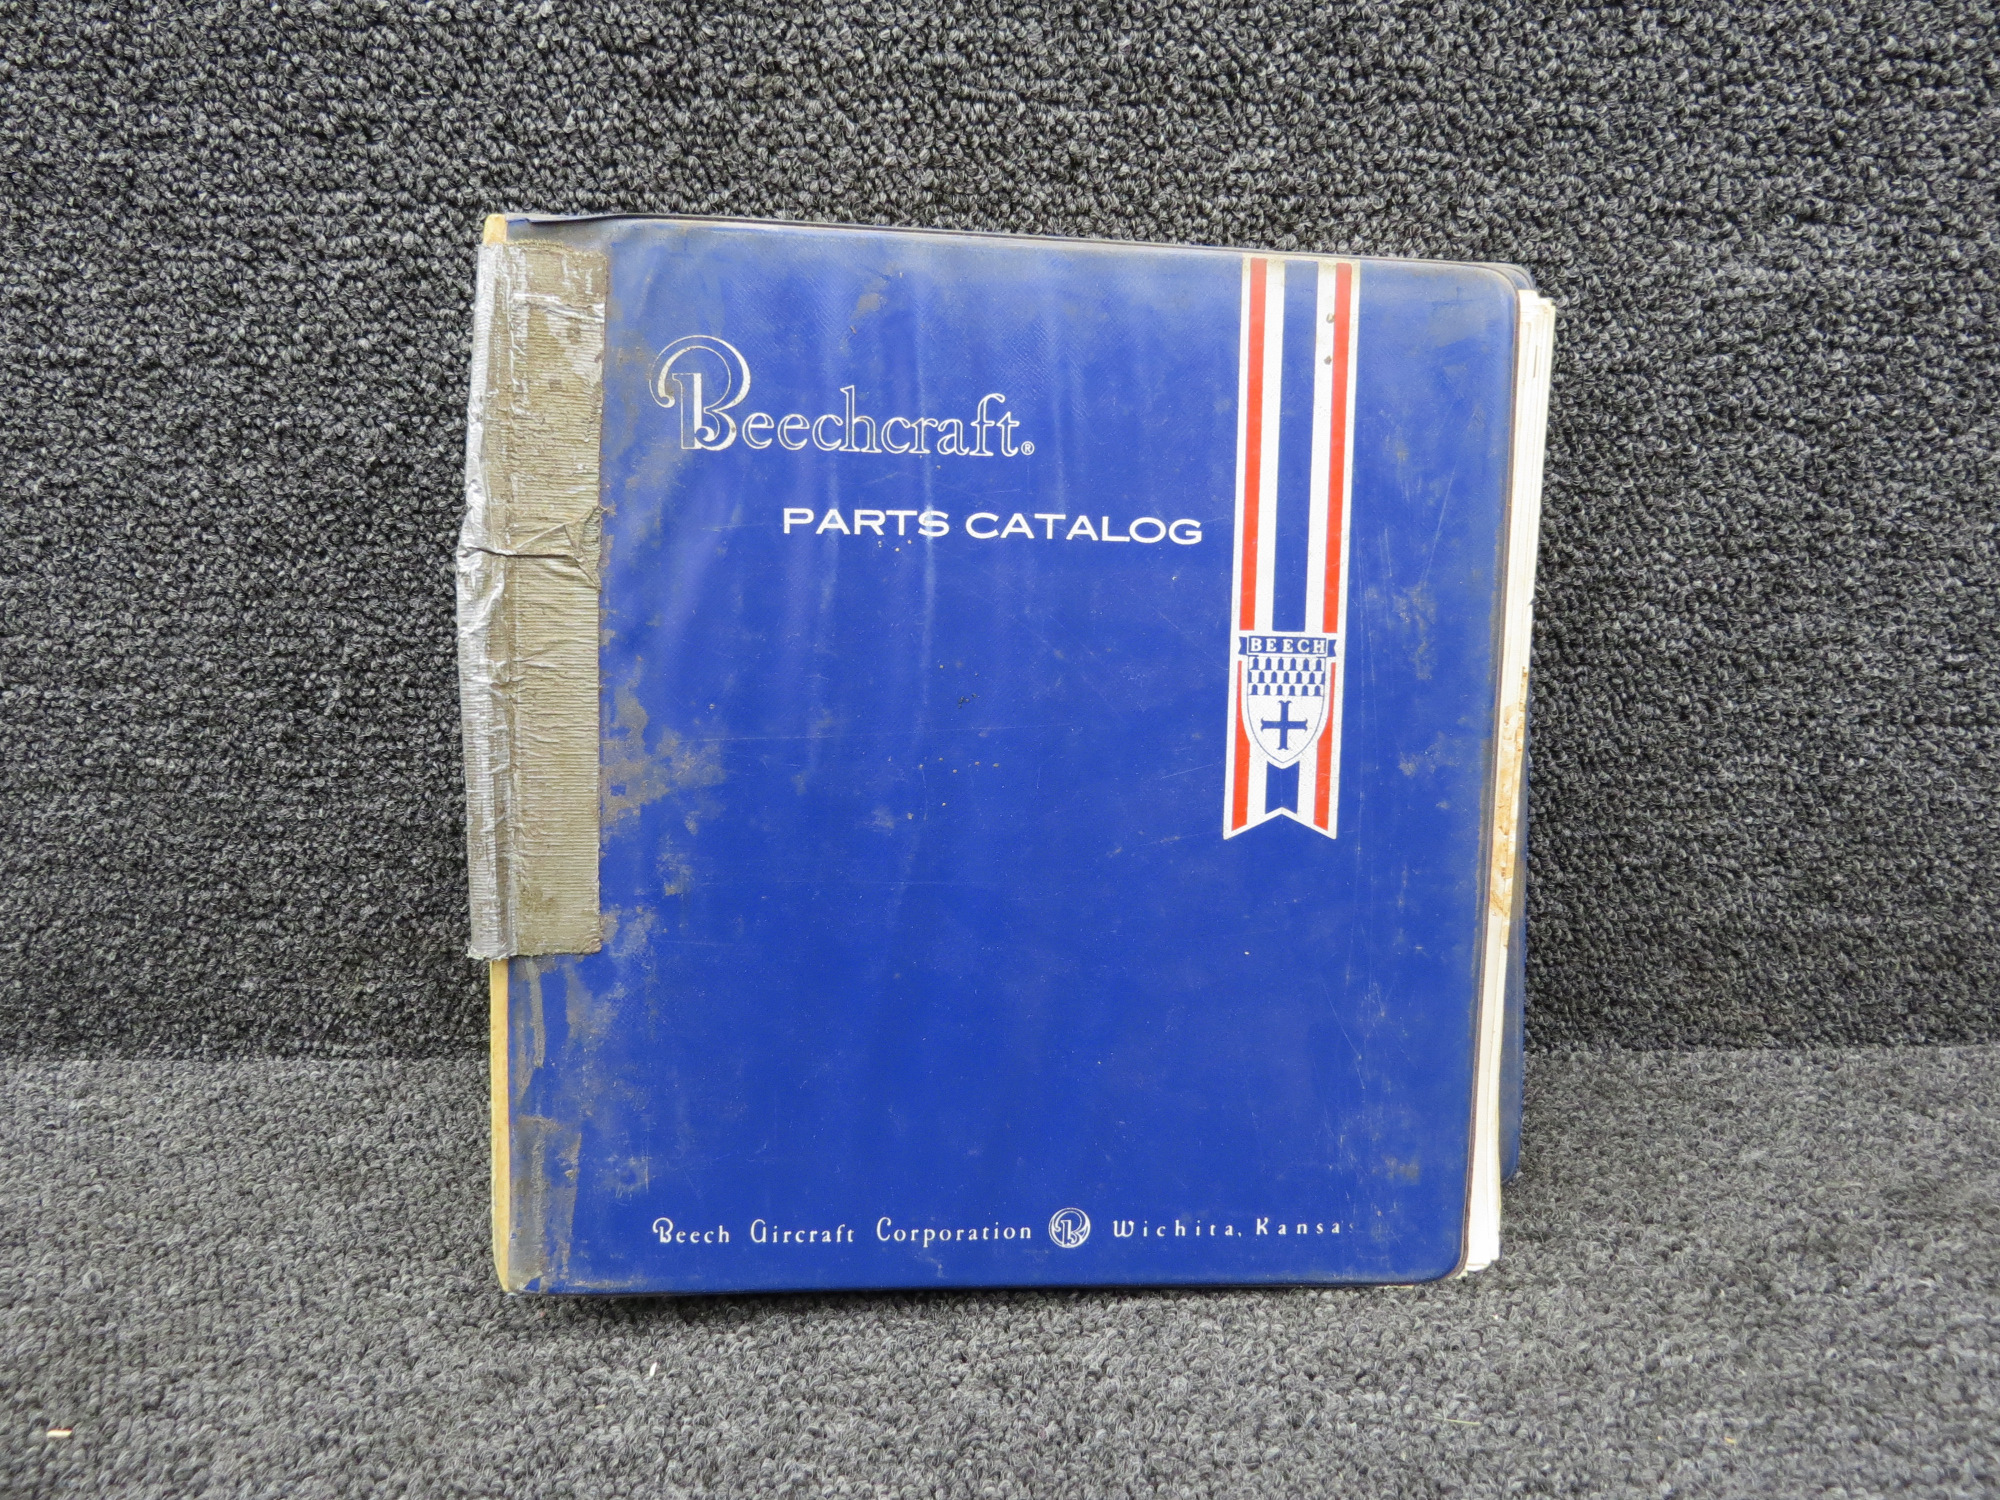 Beechcraft®
PARTS CATALOG
BEECH
Beech Aircraft Corporation B Wichita, Kansas